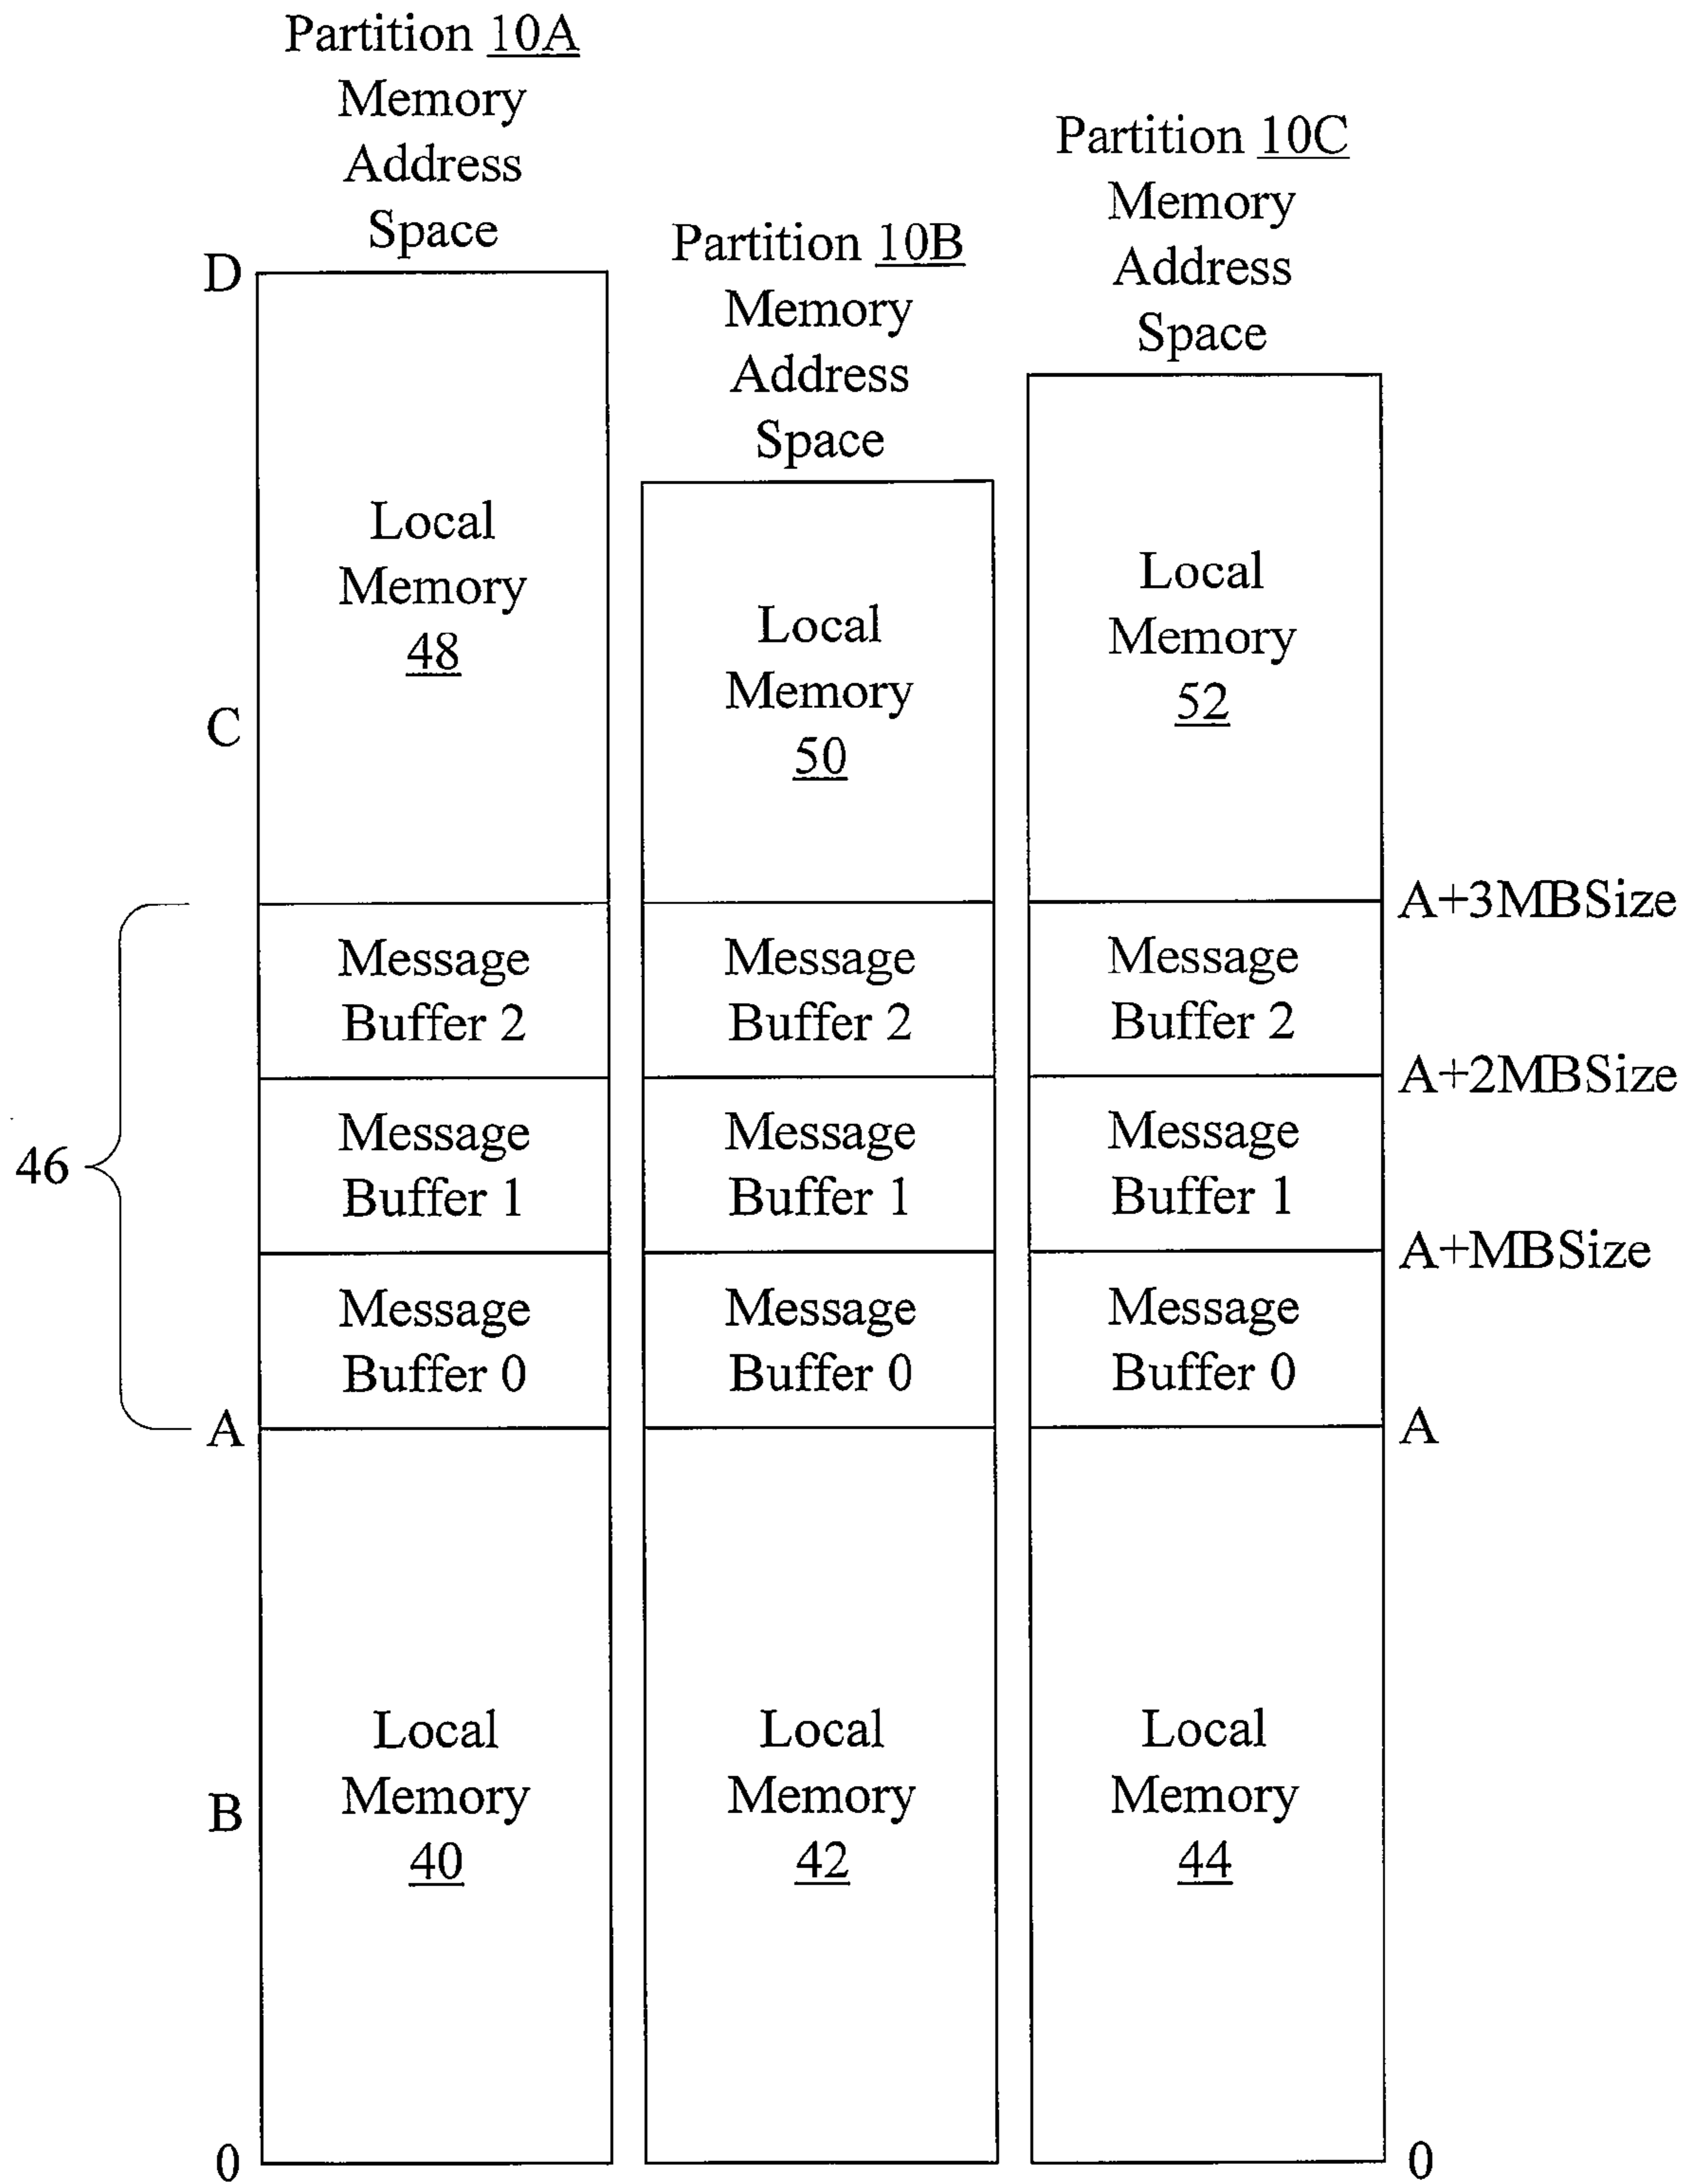 Partition 10A
Memory
Address
Space
Partition 10B
Memory
Address
Space
Partition 10C
Memory
Address
Space
D
C
46
A
B
0
Local
Memory
48
Message
Buffer 2
Message
Buffer 1
Message
Buffer 0
Local
Memory
40
Local
Memory
50
Message
Buffer 2
Message
Buffer 1
Message
Buffer 0
Local
Memory
42
Local
Memory
52
Message
Buffer 2
Message
Buffer 1
Message
Buffer 0
Local
Memory
44
A+3MBSize
A+2MBSize
A+MBSize
A
0